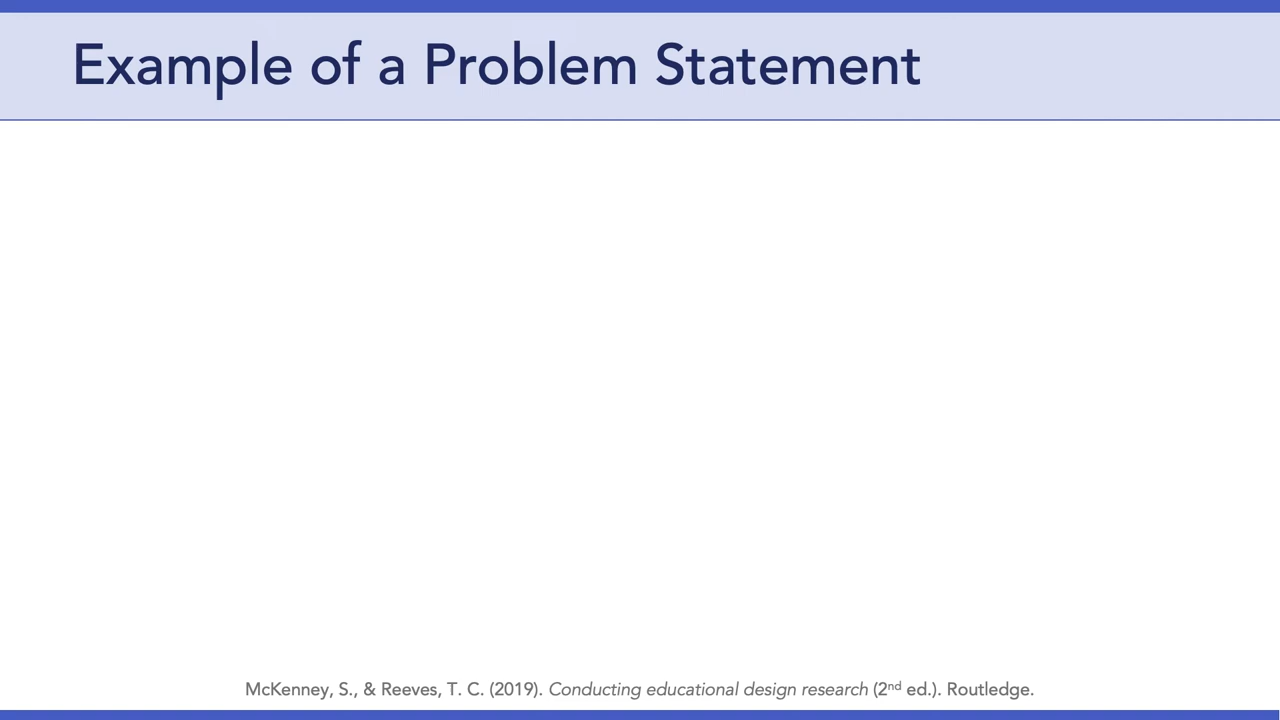 Example of a Problem Statement
McKenney, S., & Reeves, T. C. (2019). Conducting educational design research (2nd ed.). Routledge.